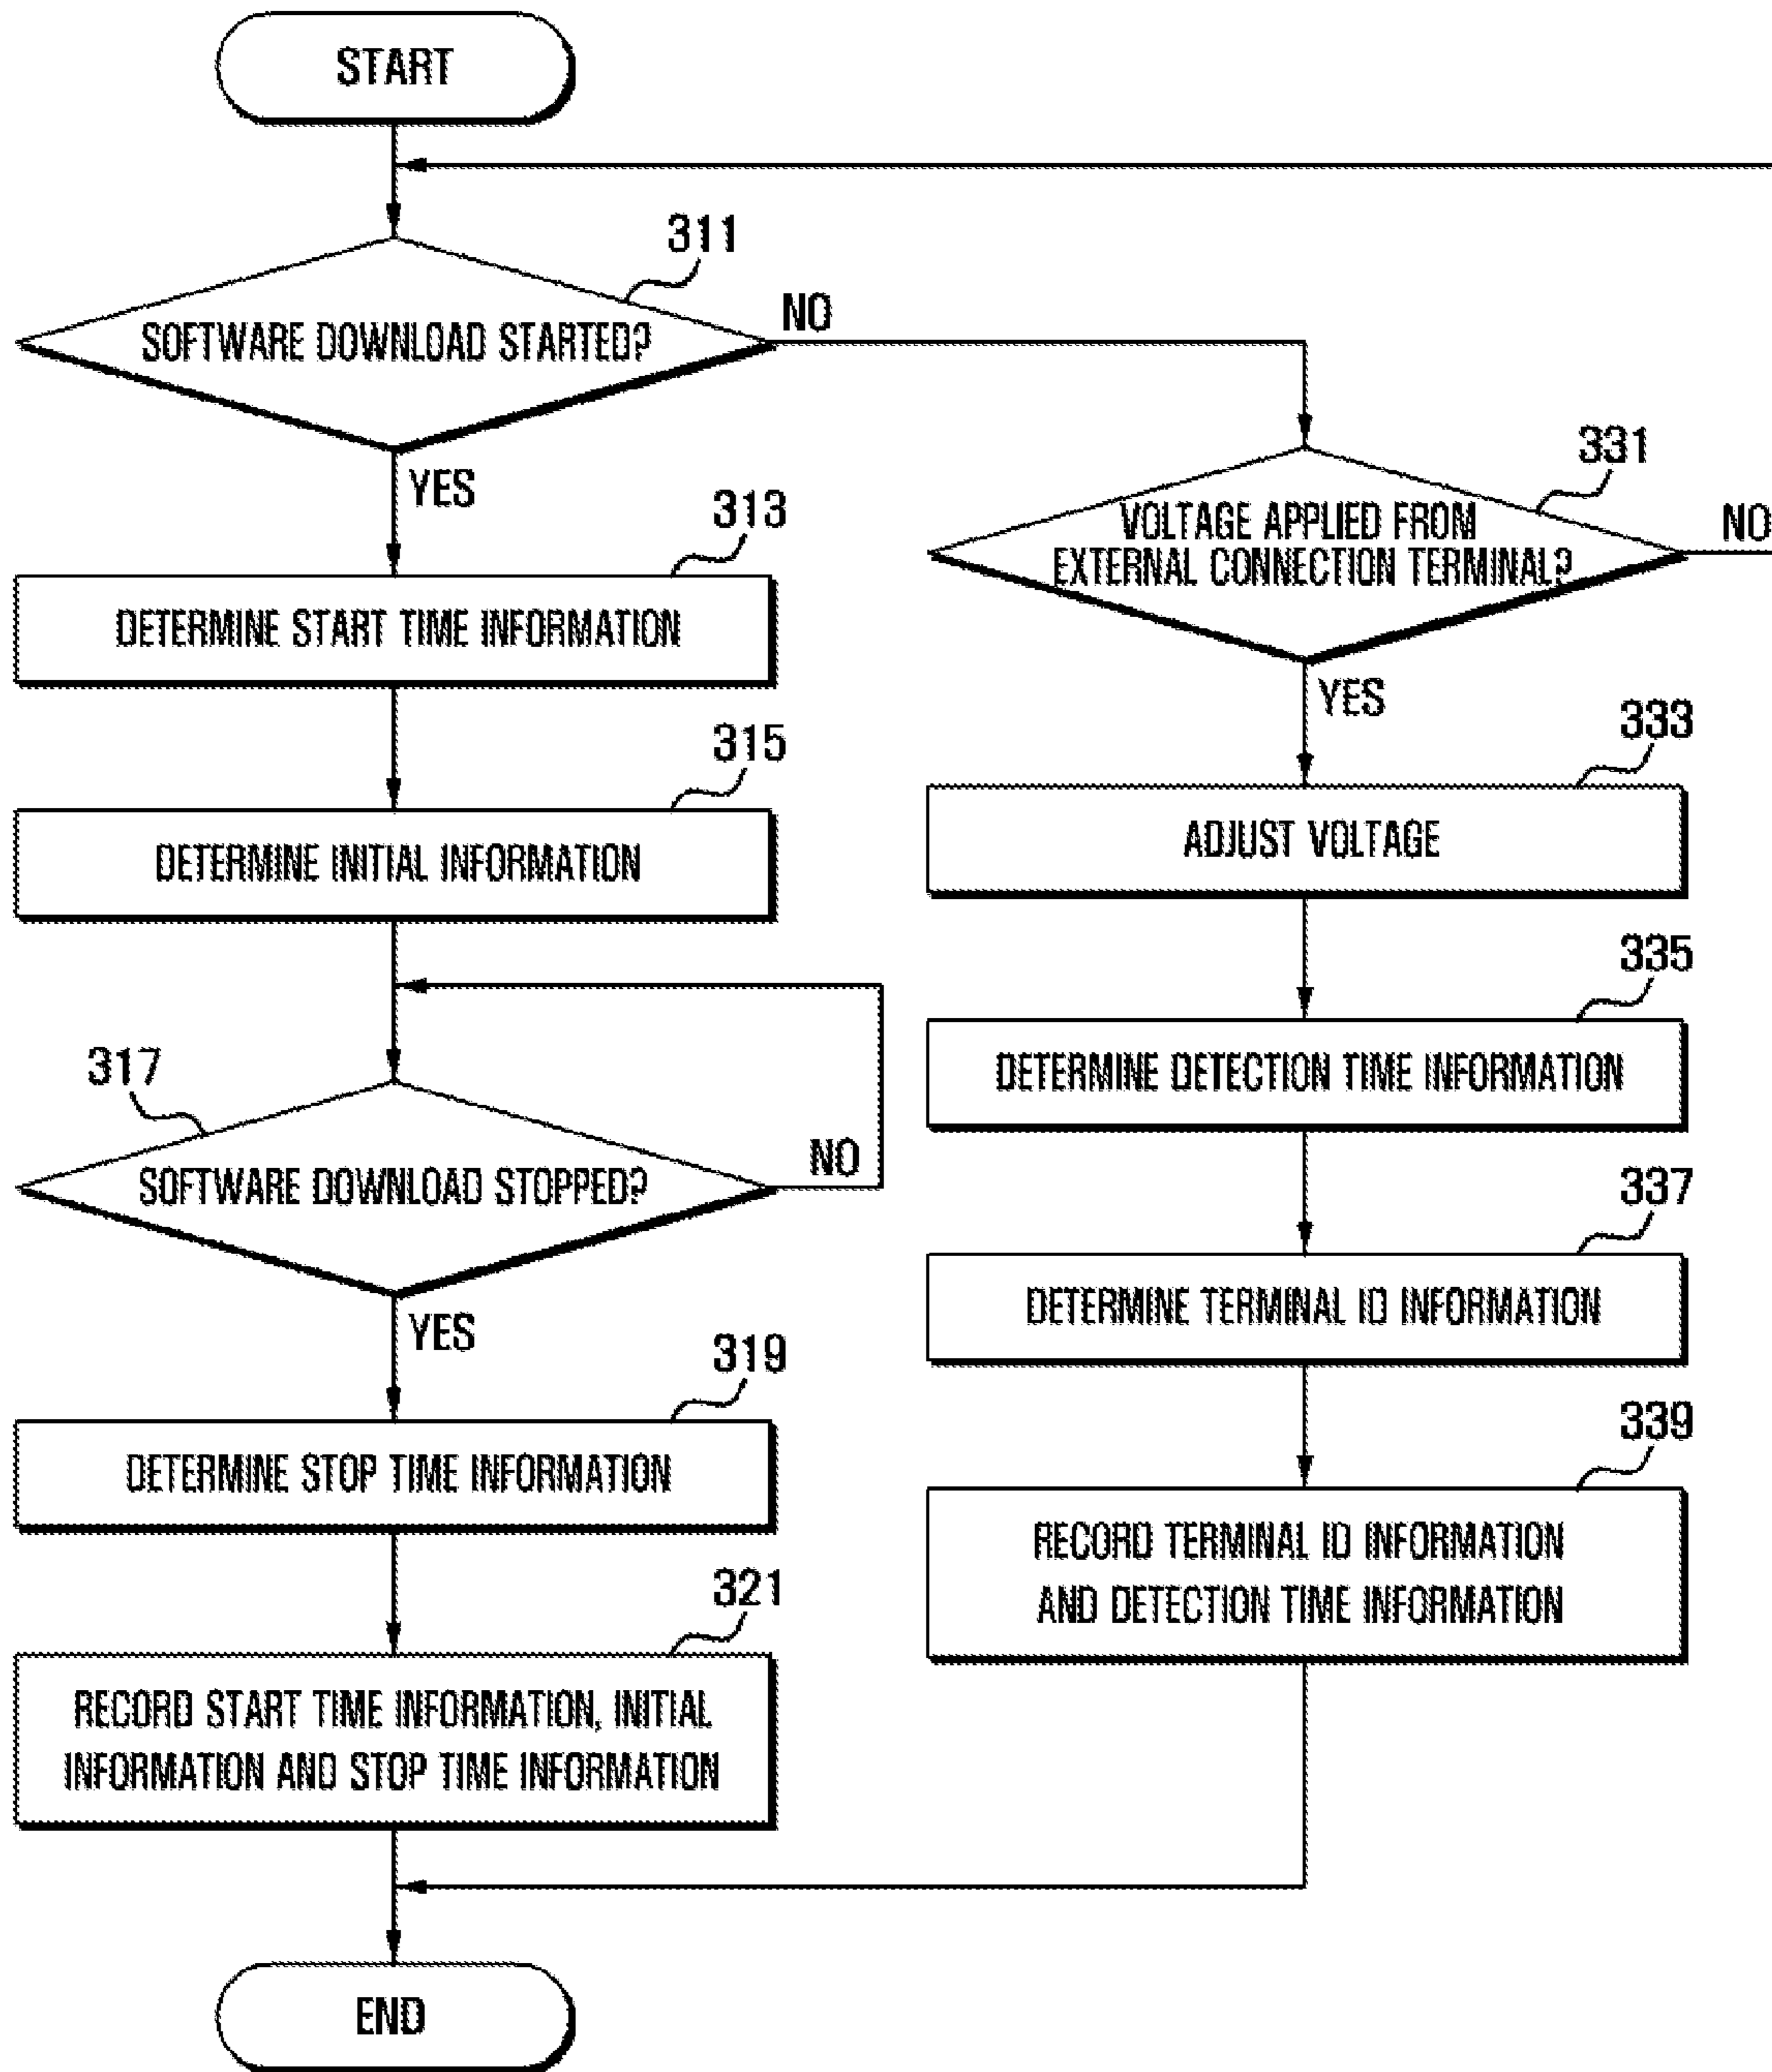 START
311
SOFTWARE DOWNLOAD STARTED?
NO
YES
313
DETERMINE START TIME INFORMATION
315
DETERMINE INITIAL INFORMATION
317
SOFTWARE DOWNLOAD STOPPED?
NO
YES
319
DETERMINE STOP TIME INFORMATION
321
RECORD START TIME INFORMATION, INITIAL
INFORMATION AND STOP TIME INFORMATION
331
VOLTAGE APPLIED FROM
EXTERNAL CONNECTION TERMINAL?
NO
YES
333
ADJUST VOLTAGE
335
DETERMINE DETECTION TIME INFORMATION
337
DETERMINE TERMINAL ID INFORMATION
339
RECORD TERMINAL ID INFORMATION
AND DETECTION TIME INFORMATION
END